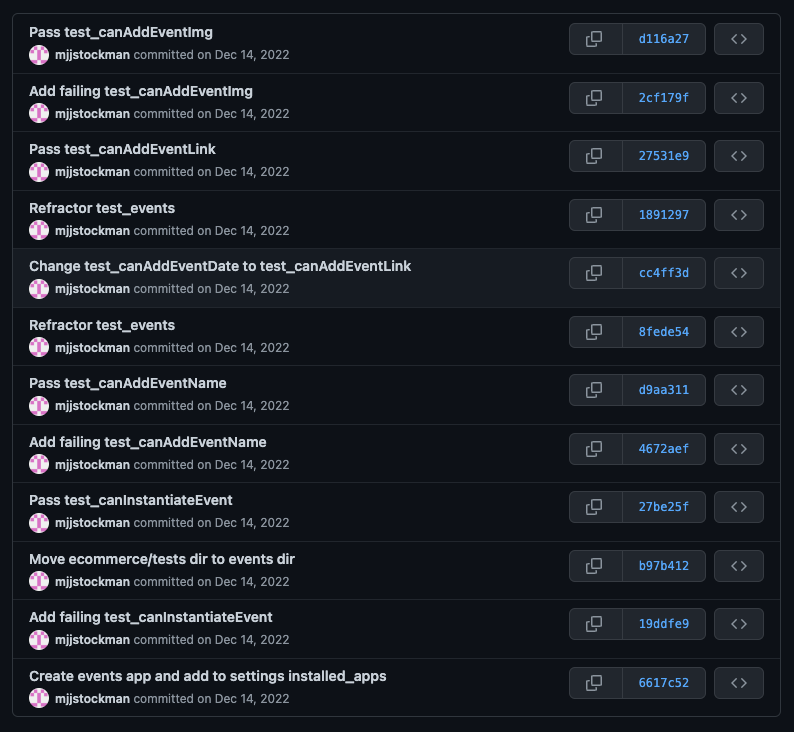 Pass test_canAddEventImg
d116a27
mjjstockman committed on Dec 14, 2022
Add failing test_canAddEventImg
2cf179f
mjjstockman committed on Dec 14, 2022
Pass test_canAddEventLink
27531e9
mjjstockman committed on Dec 14, 2022
Refractor test_events
1891297
mjjstockman committed on Dec 14, 2022
Change test_canAddEventDate to test_canAddEventLink
cc4ff3d
mjjstockman committed on Dec 14, 2022
Refractor test_events
8fede54
mjjstockman committed on Dec 14, 2022
Pass test_canAddEventName
d9aa311
mjjstockman committed on Dec 14, 2022
Add failing test_canAddEventName
4672aef
mjjstockman committed on Dec 14, 2022
Pass test_canInstantiateEvent
27be25f
mjjstockman committed on Dec 14, 2022
Move ecommerce/tests dir to events dir
b97b412
mjjstockman committed on Dec 14, 2022
Add failing test_canInstantiateEvent
19ddfe9
mjjstockman committed on Dec 14, 2022
Create events app and add to settings installed_apps
6617c52
mjjstockman committed on Dec 14, 2022